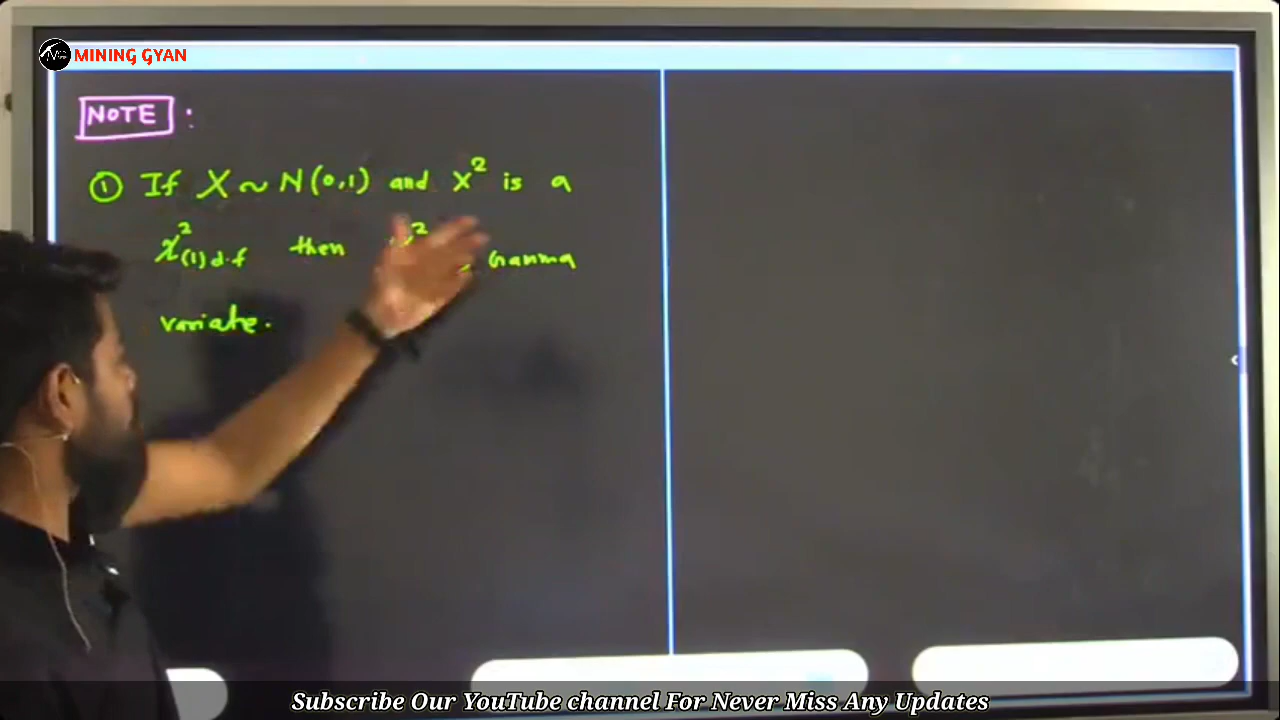 MINING GYAN
NOTE :
① If X ~ N(0,1) and X² is a
χ²(1)d.f then Gamma
variate.
Subscribe Our YouTube channel For Never Miss Any Updates